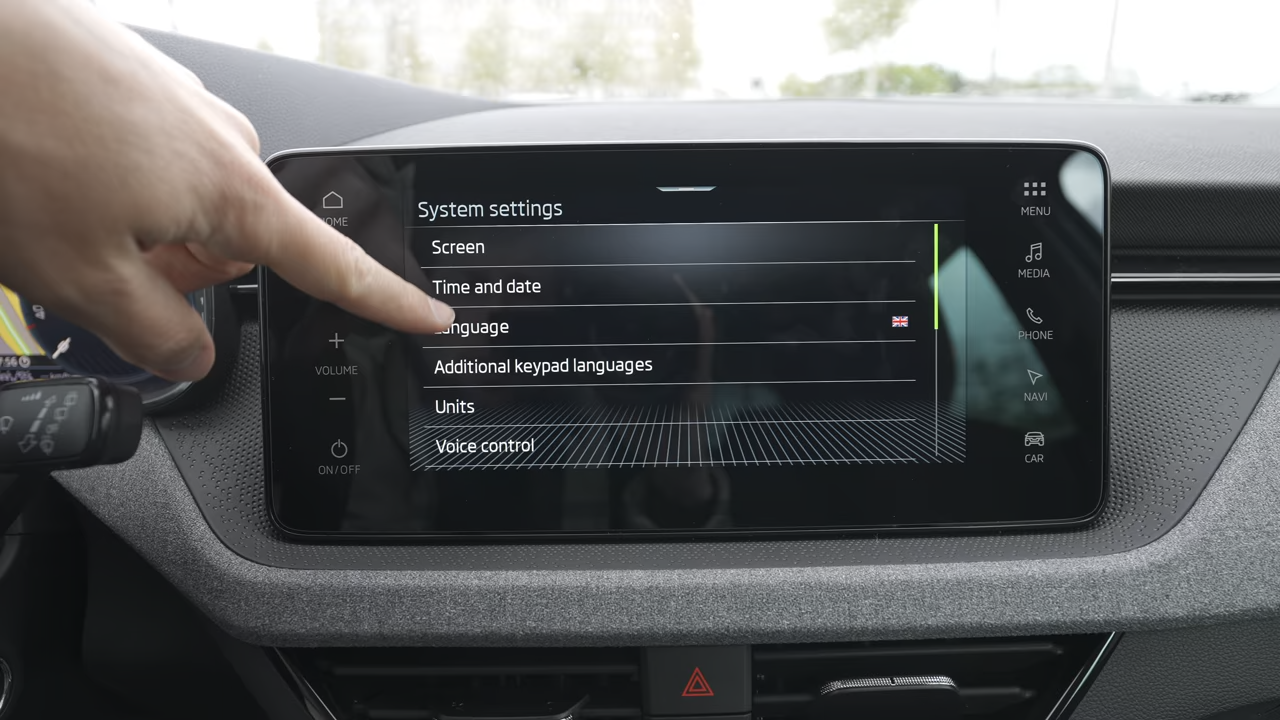 System settings
Screen
Time and date
Language
Additional keypad languages
Units
Voice control
HOME
VOLUME
ON/OFF
MENU
MEDIA
PHONE
NAVI
CAR